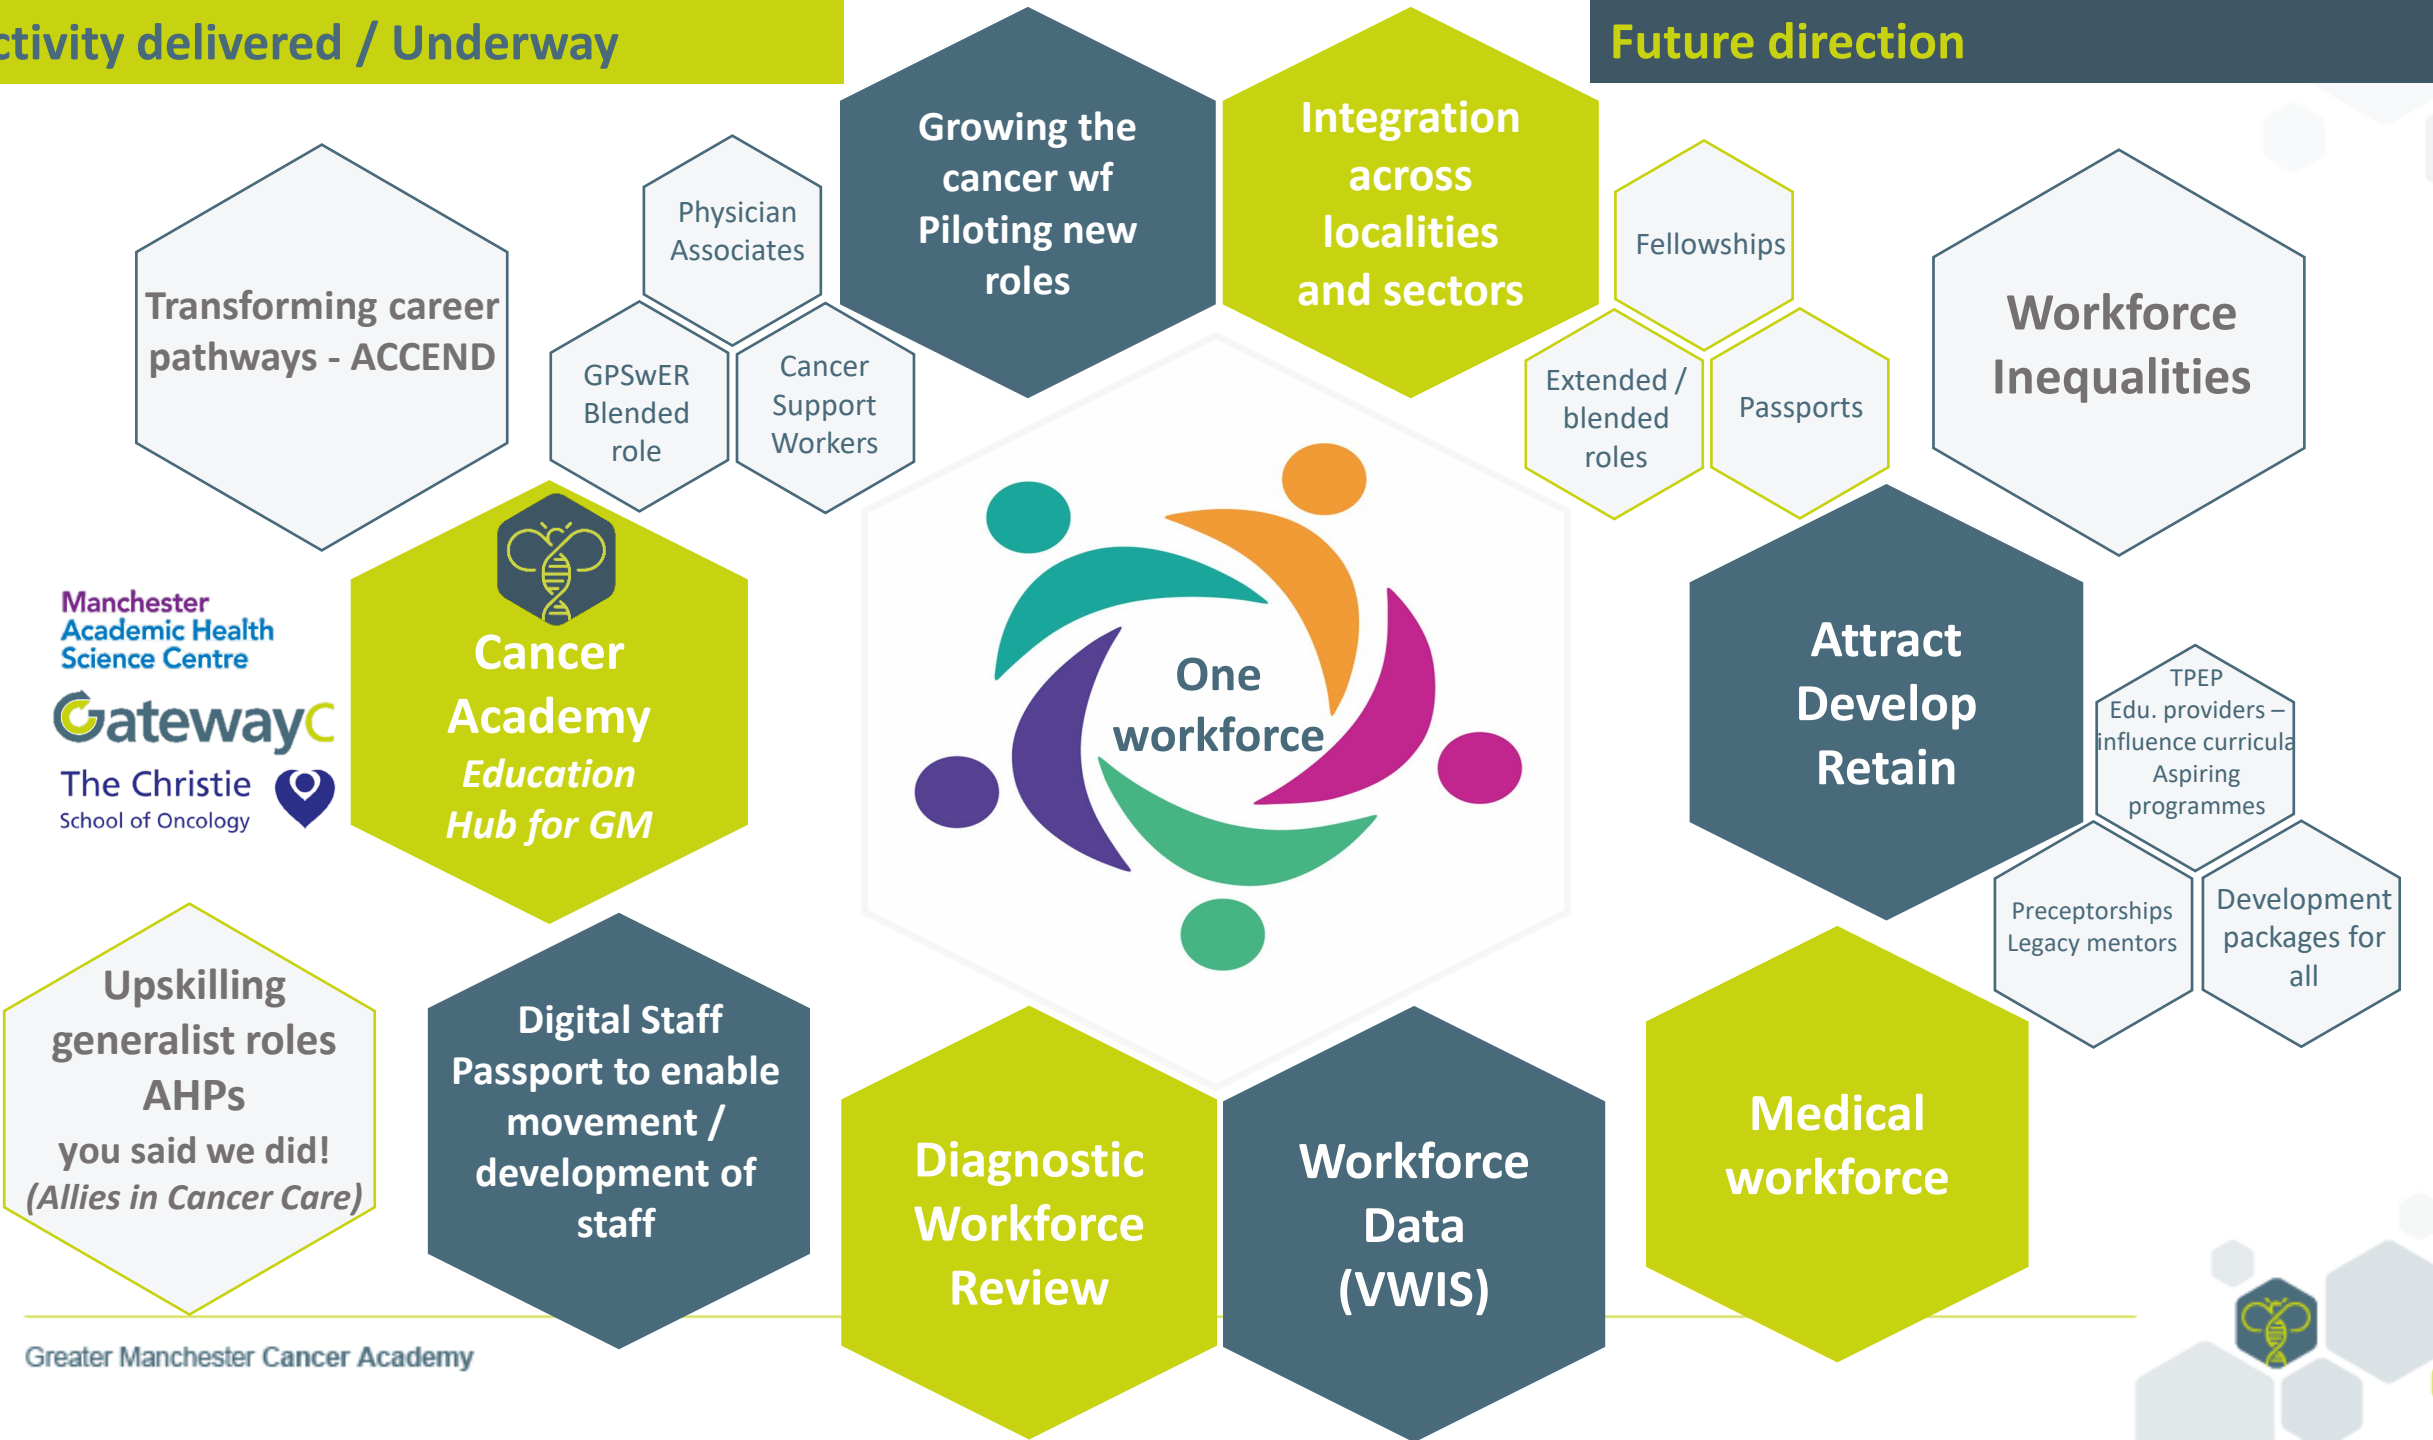 ctivity delivered / Underway
Future direction
Transforming career
pathways - ACCEND
Physician
Associates
GPSwER
Blended
role
Cancer
Support
Workers
Growing the
cancer wf
Piloting new
roles
Integration
across
localities
and sectors
Fellowships
Extended /
blended
roles
Passports
Workforce
Inequalities
Manchester
Academic Health
Science Centre
GatewayC
The Christie
School of Oncology
Cancer
Academy
Education
Hub for GM
One
workforce
Attract
Develop
Retain
TPEP
Edu. providers –
influence curricula
Aspiring
programmes
Preceptorships
Legacy mentors
Development
packages for
all
Upskilling
generalist roles
AHPs
you said we did!
(Allies in Cancer Care)
Digital Staff
Passport to enable
movement /
development of
staff
Diagnostic
Workforce
Review
Workforce
Data
(VWIS)
Medical
workforce
Greater Manchester Cancer Academy